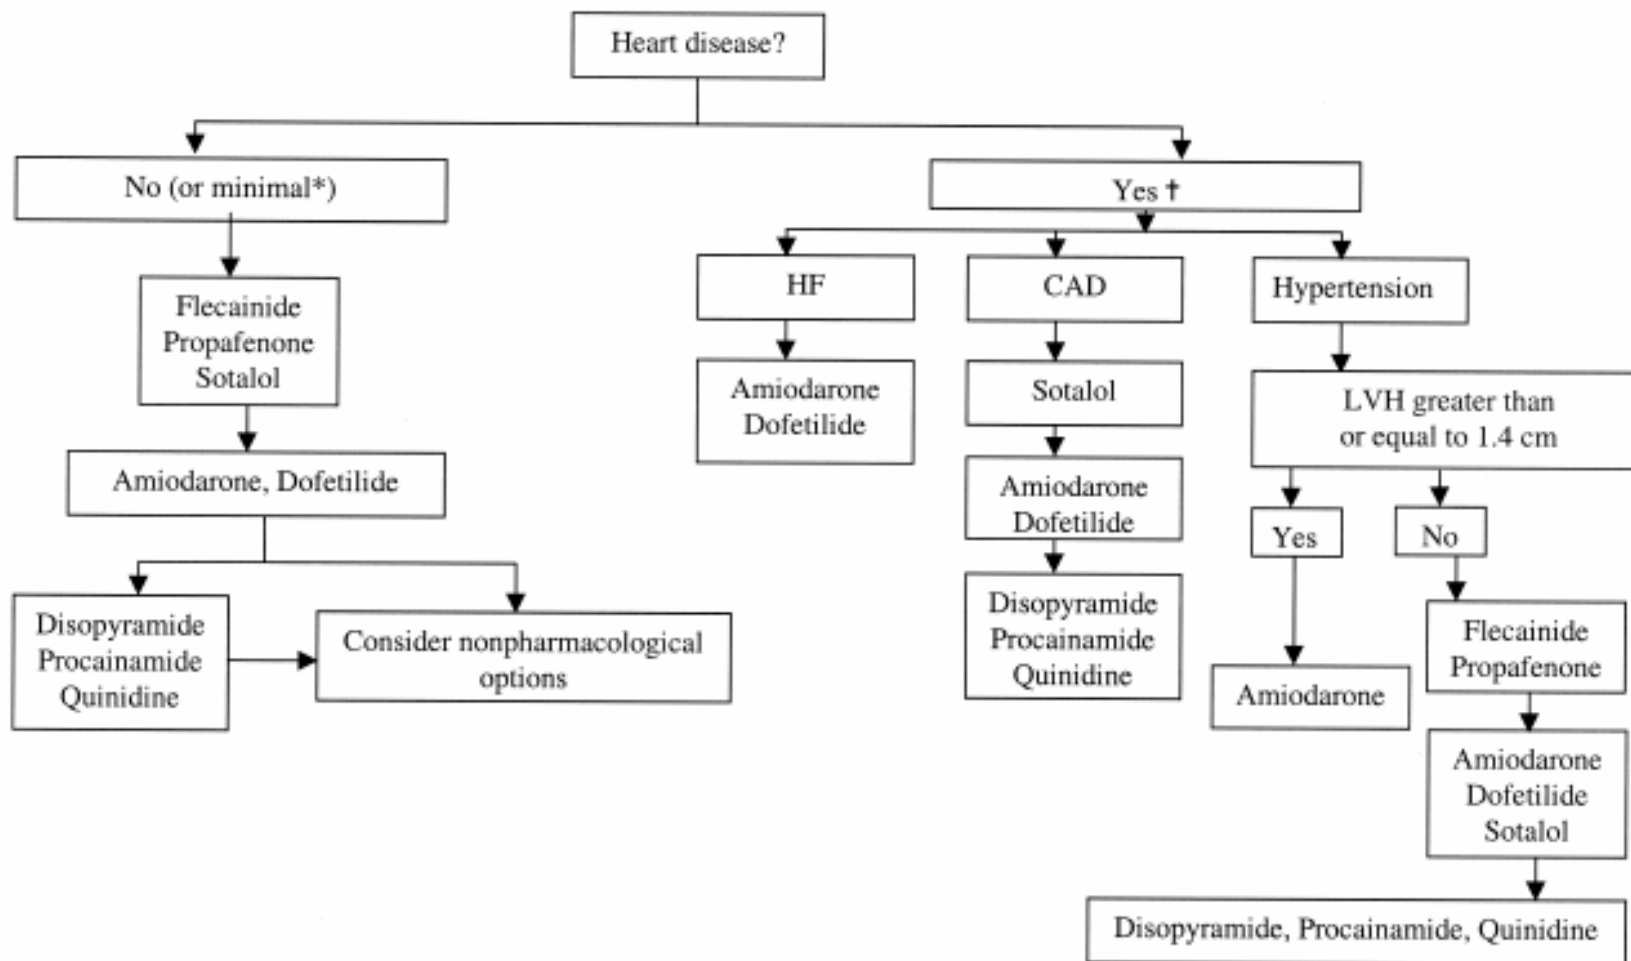 Heart disease?
No (or minimal*)
Yes †
Flecainide
Propafenone
Sotalol
Amiodarone, Dofetilide
Disopyramide
Procainamide
Quinidine
Consider nonpharmacological
options
HF
Amiodarone
Dofetilide
CAD
Sotalol
Amiodarone
Dofetilide
Disopyramide
Procainamide
Quinidine
Hypertension
LVH greater than
or equal to 1.4 cm
Yes
No
Amiodarone
Flecainide
Propafenone
Amiodarone
Dofetilide
Sotalol
Disopyramide, Procainamide, Quinidine